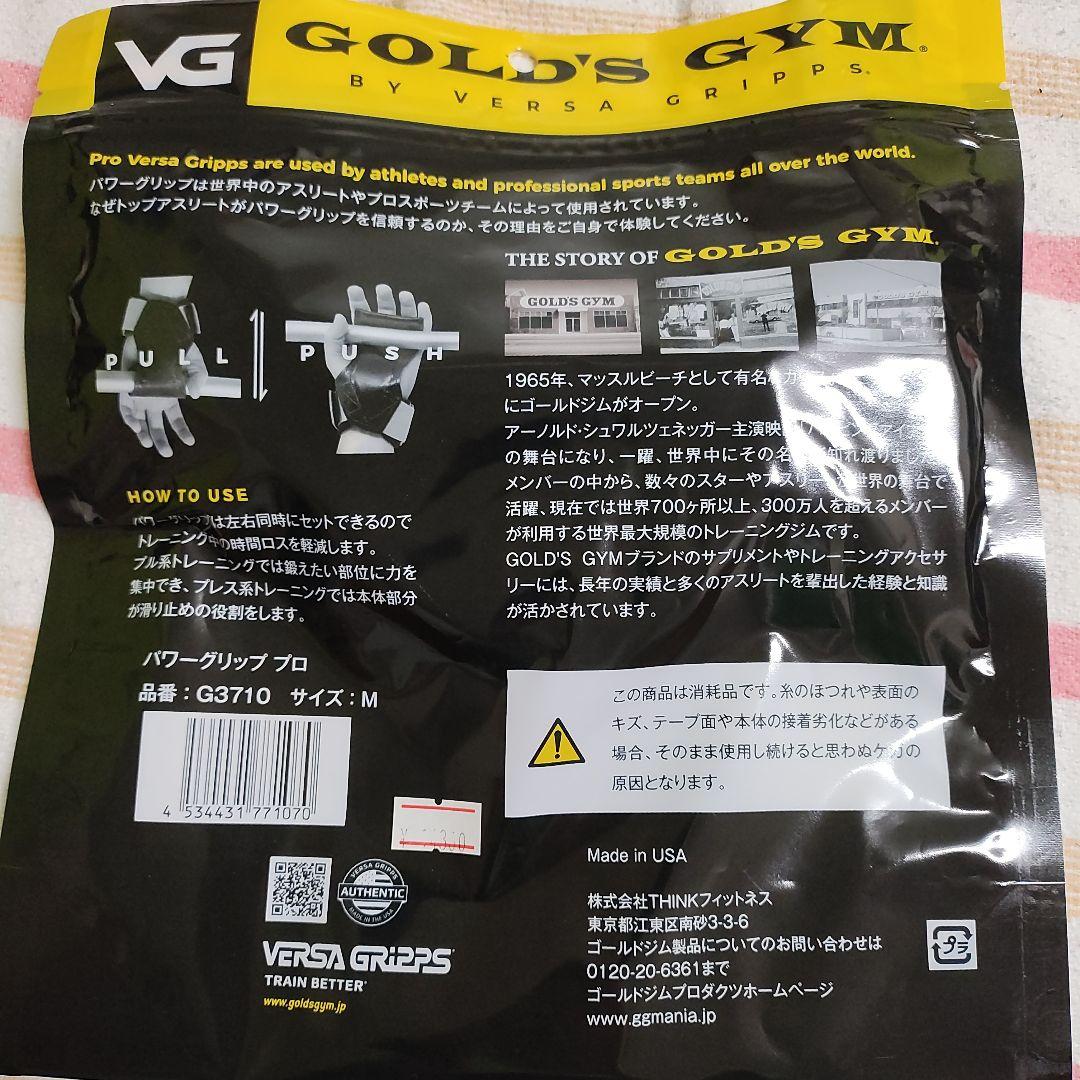 VG
GOLD'S GYM®
BY VERSA GRIPPS®
Pro Versa Gripps are used by athletes and professional sports teams all over the world.
パワーグリップは世界中のアスリートやプロスポーツチームによって使用されています。
なぜトップアスリートがパワーグリップを信頼するのか、その理由をご自身で体験してください。
PULL
PUSH
HOW TO USE
パワーグリップは左右同時にセットできるので
トレーニング中の時間ロスを軽減します。
プル系トレーニングでは鍛えたい部位に力を
集中でき、プレス系トレーニングでは本体部分
が滑り止めの役割をします。
THE STORY OF GOLD'S GYM®
GOLD'S GYM
1965年、マッスルビーチとして有名
にゴールドジムがオープン。
アーノルド・シュワルツェネッガー主演映
の舞台になり、一躍、世界中にその名 知れ渡りました
メンバーの中から、数々のスターやアスリー 世界の舞台で
活躍、現在では世界700ヶ所以上、300万人を超えるメンバー
が利用する世界最大規模のトレーニングジムです。
GOLD'S GYMブランドのサプリメントやトレーニングアクセサ
リーには、長年の実績と多くのアスリートを輩出した経験と知識
が活かされています。
パワーグリップ プロ
品番:G3710 サイズ:M
4 534431 771070
この商品は消耗品です。糸のほつれや表面の
キズ、テープ面や本体の接着劣化などがある
場合、そのまま使用し続けると思わぬケガの
原因となります。
VERSA GRIPPS
AUTHENTIC
MADE IN THE USA
VERSA GRIPPS®
TRAIN BETTER®
www.goldsgym.jp
Made in USA
株式会社THINKフィットネス
東京都江東区南砂3-3-6
ゴールドジム製品についてのお問い合わせは
0120-20-6361まで
ゴールドジムプロダクツホームページ
www.ggmania.jp
プラ